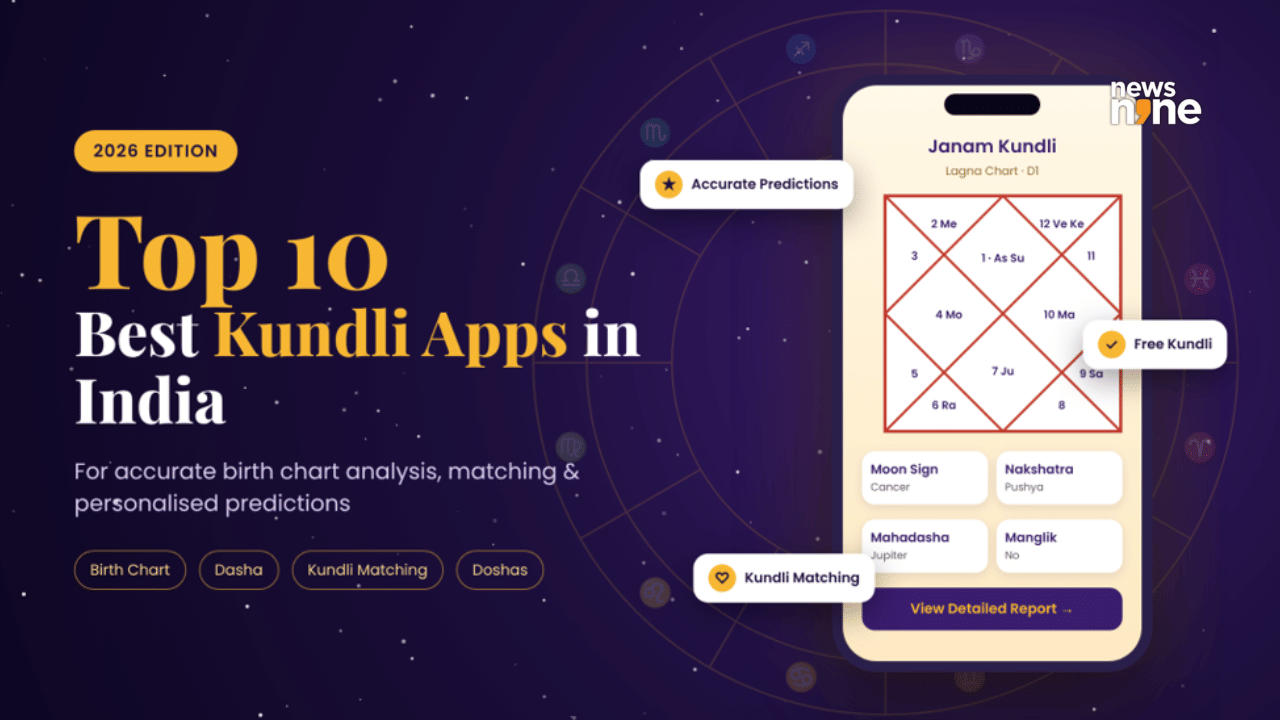 2026 EDITION
Top 10
Best Kundli Apps in
India
For accurate birth chart analysis, matching &
personalised predictions
Birth Chart
Dasha
Kundli Matching
Doshas
news
n9ne
Janam Kundli
Lagna Chart · D1
Accurate Predictions
2 Me
12 Ve Ke
3
1 · As Su
11
4 Mo
10 Ma
Free Kundli
5
7 Ju
9 Sa
6 Ra
8
Moon Sign
Cancer
Nakshatra
Pushya
Mahadasha
Jupiter
Manglik
No
Kundli Matching
View Detailed Report →